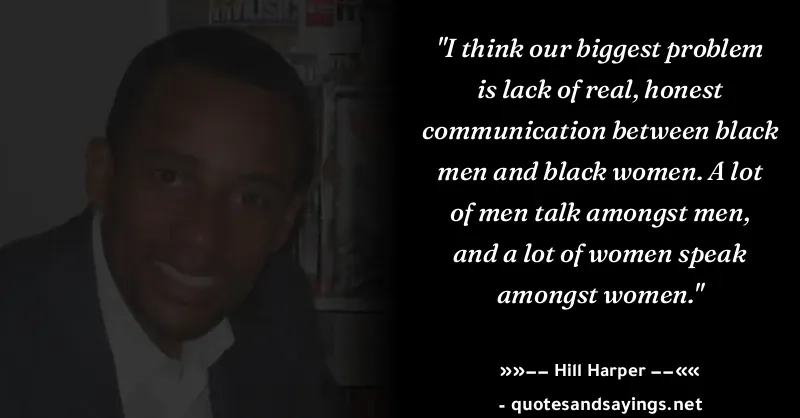 "I think our biggest problem
is lack of real, honest
communication between black
men and black women. A lot
of men talk amongst men,
and a lot of women speak
amongst women."
»»−− Hill Harper −−««
- quotesandsayings.net